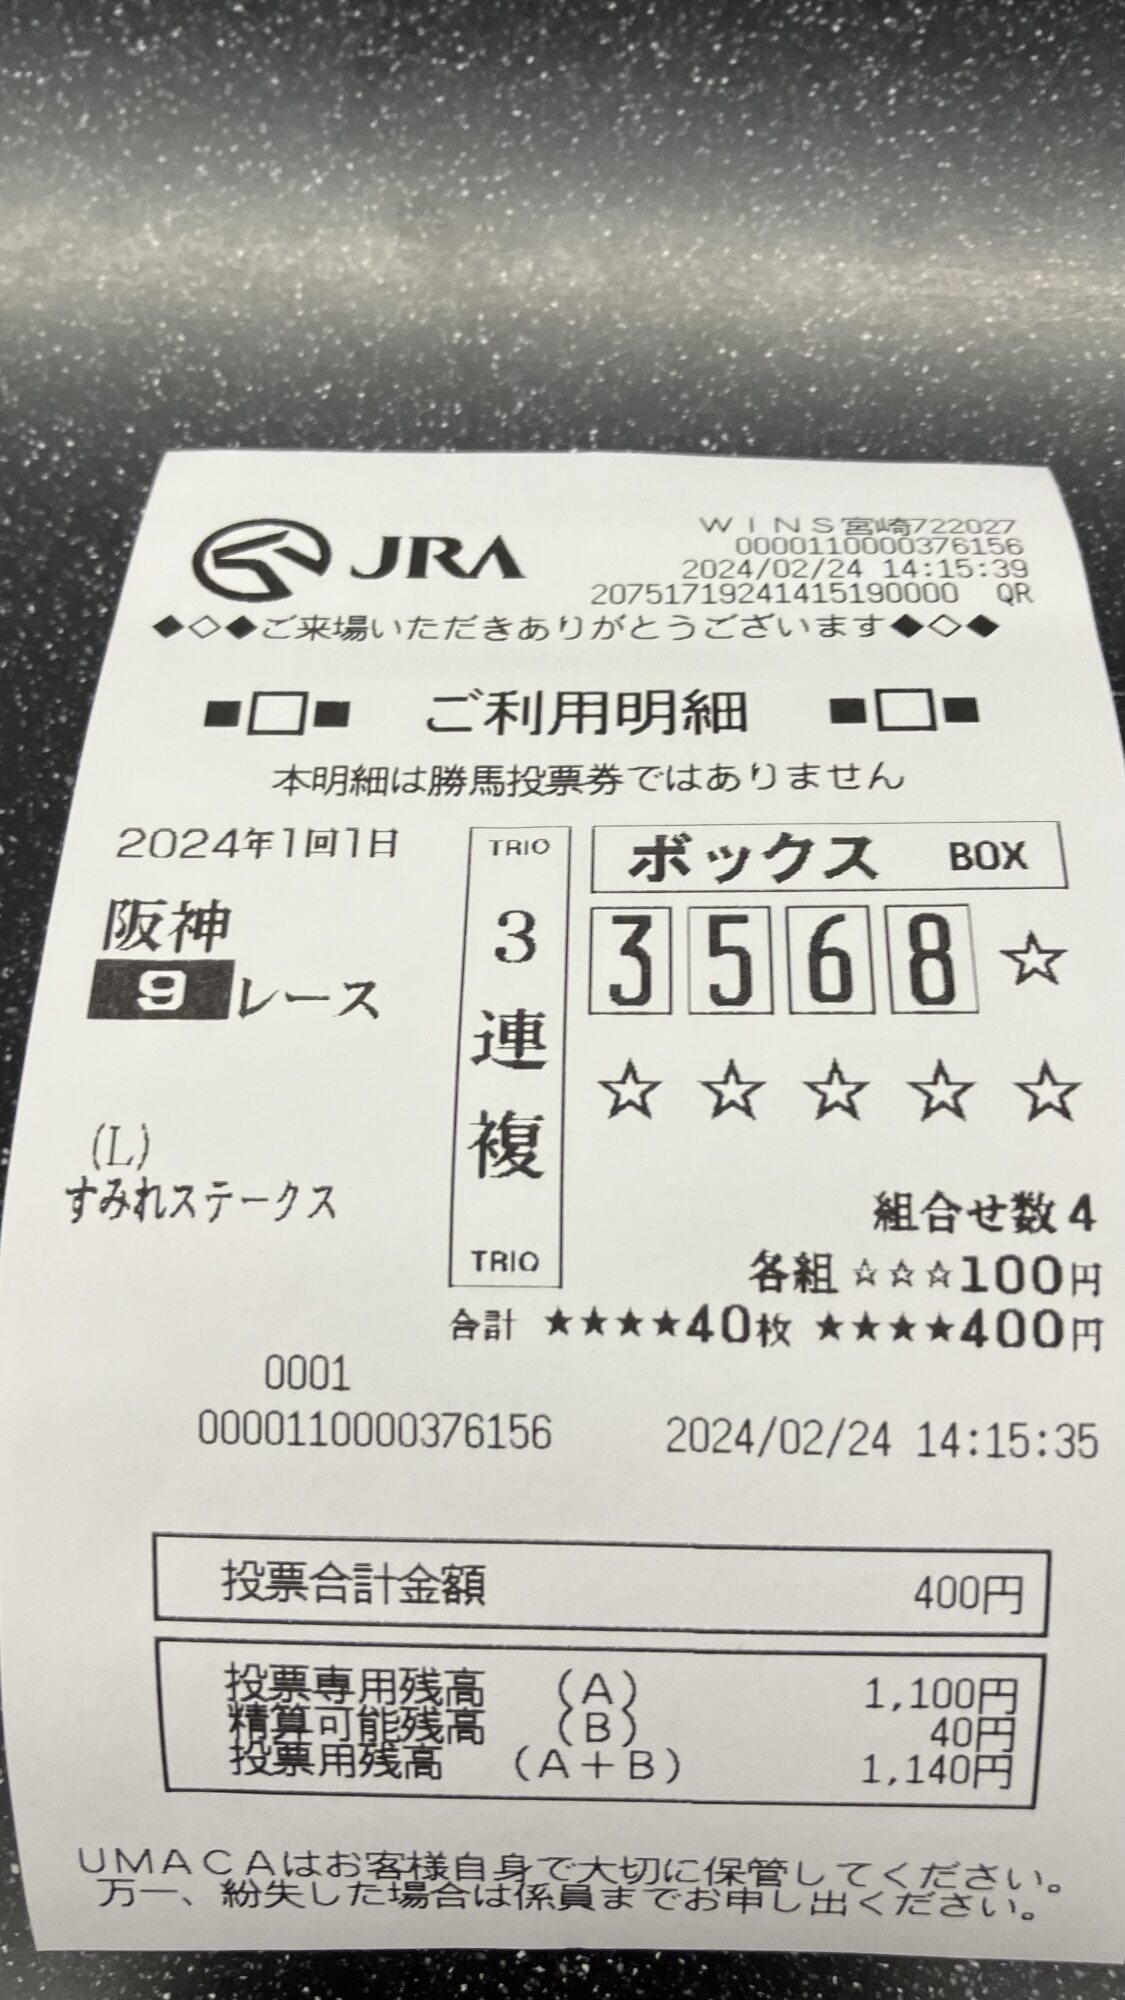 JRA
ＷＩＮＳ宮崎722027
0000110000376156
2024/02/24 14:15:39
20751719241415190000 QR
◆◇◆ご来場いただきありがとうございます◆◇◆
■□■ ご利用明細 ■□■
本明細は勝馬投票券ではありません
2024年1回1日
阪神
9レース
(L)
すみれステークス
TRIO
3連複
TRIO
ボックス BOX
3 5 6 8 ☆
☆ ☆ ☆ ☆ ☆
組合せ数4
各組 ☆☆☆100円
合計 ★★★★40枚 ★★★★400円
0001
0000110000376156 2024/02/24 14:15:35
投票合計金額 400円
投票専用残高 （Ａ） 1,100円
精算可能残高 （Ｂ） 40円
投票用残高 （Ａ＋Ｂ） 1,140円
ＵＭＡＣＡはお客様自身で大切に保管してください。
万一、紛失した場合は係員までお申し出ください。